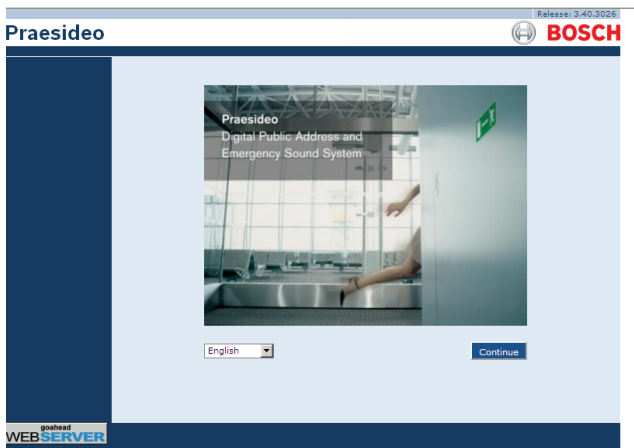 Release: 3.40.3026
Praesideo
BOSCH
Praesideo
Digital Public Address and
Emergency Sound System
English
Continue
goahead
WEBSERVER